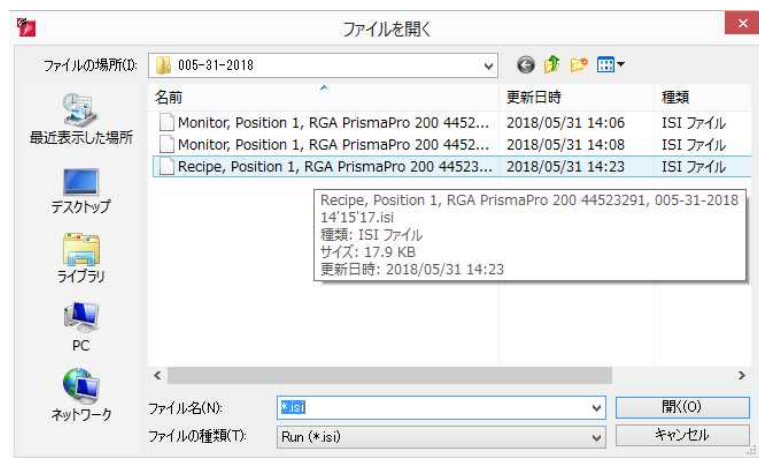 ファイルを開く
ファイルの場所(I):
005-31-2018
名前
更新日時
種類
Monitor, Position 1, RGA PrismaPro 200 4452...
2018/05/31 14:06
ISI ファイル
Monitor, Position 1, RGA PrismaPro 200 4452...
2018/05/31 14:08
ISI ファイル
Recipe, Position 1, RGA PrismaPro 200 44523...
2018/05/31 14:23
ISI ファイル
Recipe, Position 1, RGA PrismaPro 200 44523291, 005-31-2018
14'15'17.isi
種類: ISI ファイル
サイズ: 17.9 KB
更新日時: 2018/05/31 14:23
最近表示した場所
デスクトップ
ライブラリ
PC
ネットワーク
ファイル名(N):
*.isi
開く(O)
ファイルの種類(T):
Run (*.isi)
キャンセル